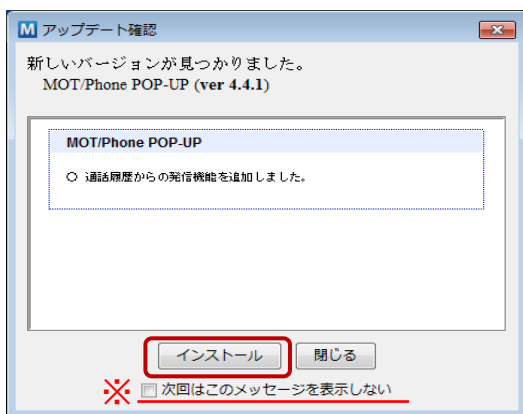 M アップデート確認
新しいバージョンが見つかりました。
MOT/Phone POP-UP (ver 4.4.1)
MOT/Phone POP-UP
○ 通話履歴からの発信機能を追加しました。
インストール 閉じる
※ 次回はこのメッセージを表示しない